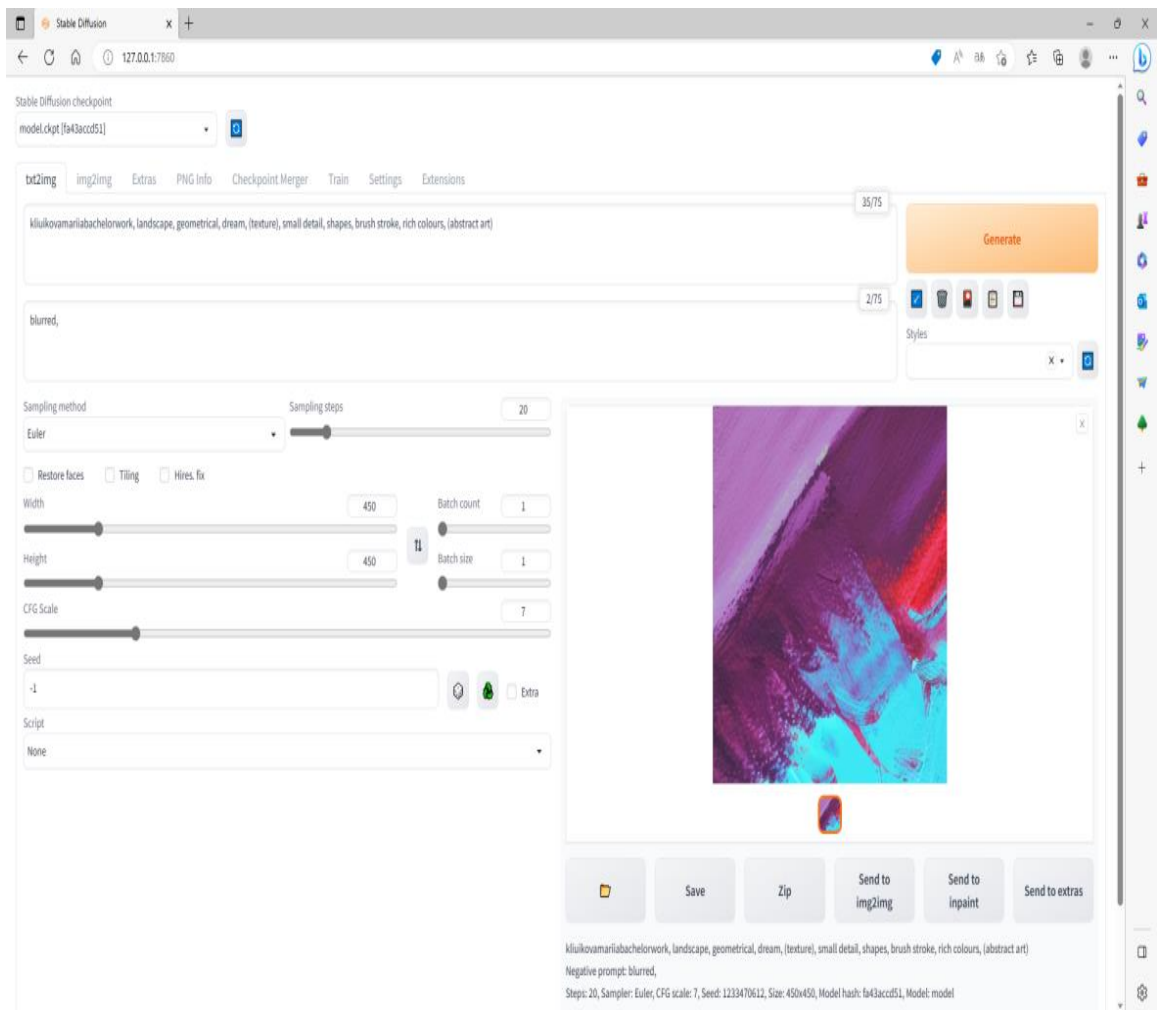 Stable Diffusion
127.0.0.1:7860
Stable Diffusion checkpoint
model.ckpt [fa43accd51]
txt2img img2img Extras PNG Info Checkpoint Merger Train Settings Extensions
35/75
kliuikovamariiabachelorwork, landscape, geometrical, dream, (texture), small detail, shapes, brush stroke, rich colours, (abstract art)
Generate
2/75
blurred,
Styles
Sampling method
Sampling steps
20
Euler
Restore faces Tiling Hires. fix
Width
450
Batch count
1
Height
450
Batch size
1
CFG Scale
7
Seed
-1
Extra
Script
None
Save Zip Send to img2img Send to inpaint Send to extras
kliuikovamariiabachelorwork, landscape, geometrical, dream, (texture), small detail, shapes, brush stroke, rich colours, (abstract art)
Negative prompt: blurred,
Steps: 20, Sampler: Euler, CFG scale: 7, Seed: 1233470612, Size: 450x450, Model hash: fa43accd51, Model: model